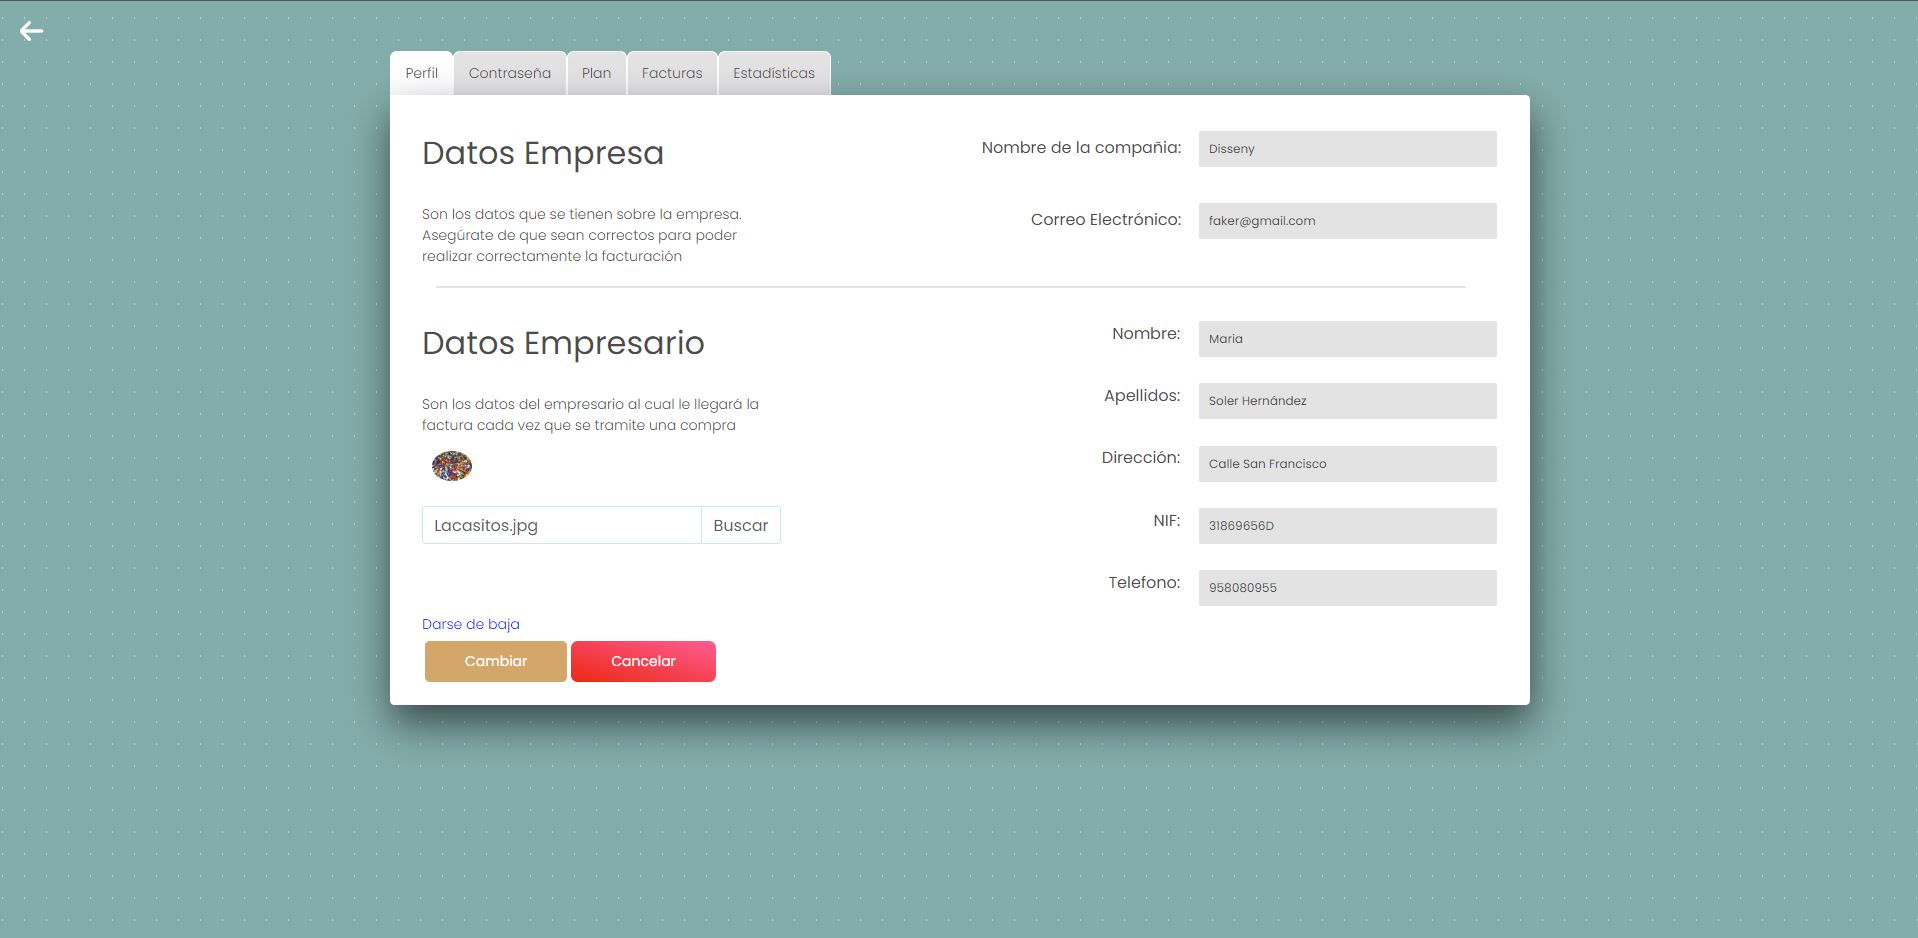 Perfil Contraseña Plan Facturas Estadísticas
Datos Empresa
Son los datos que se tienen sobre la empresa.
Asegúrate de que sean correctos para poder
realizar correctamente la facturación
Nombre de la compañia: Disseny
Correo Electrónico: faker@gmail.com
Datos Empresario
Son los datos del empresario al cual le llegará la
factura cada vez que se tramite una compra
Lacasitos.jpg Buscar
Nombre: Maria
Apellidos: Soler Hernández
Dirección: Calle San Francisco
NIF: 31869656D
Telefono: 958080955
Darse de baja
Cambiar Cancelar